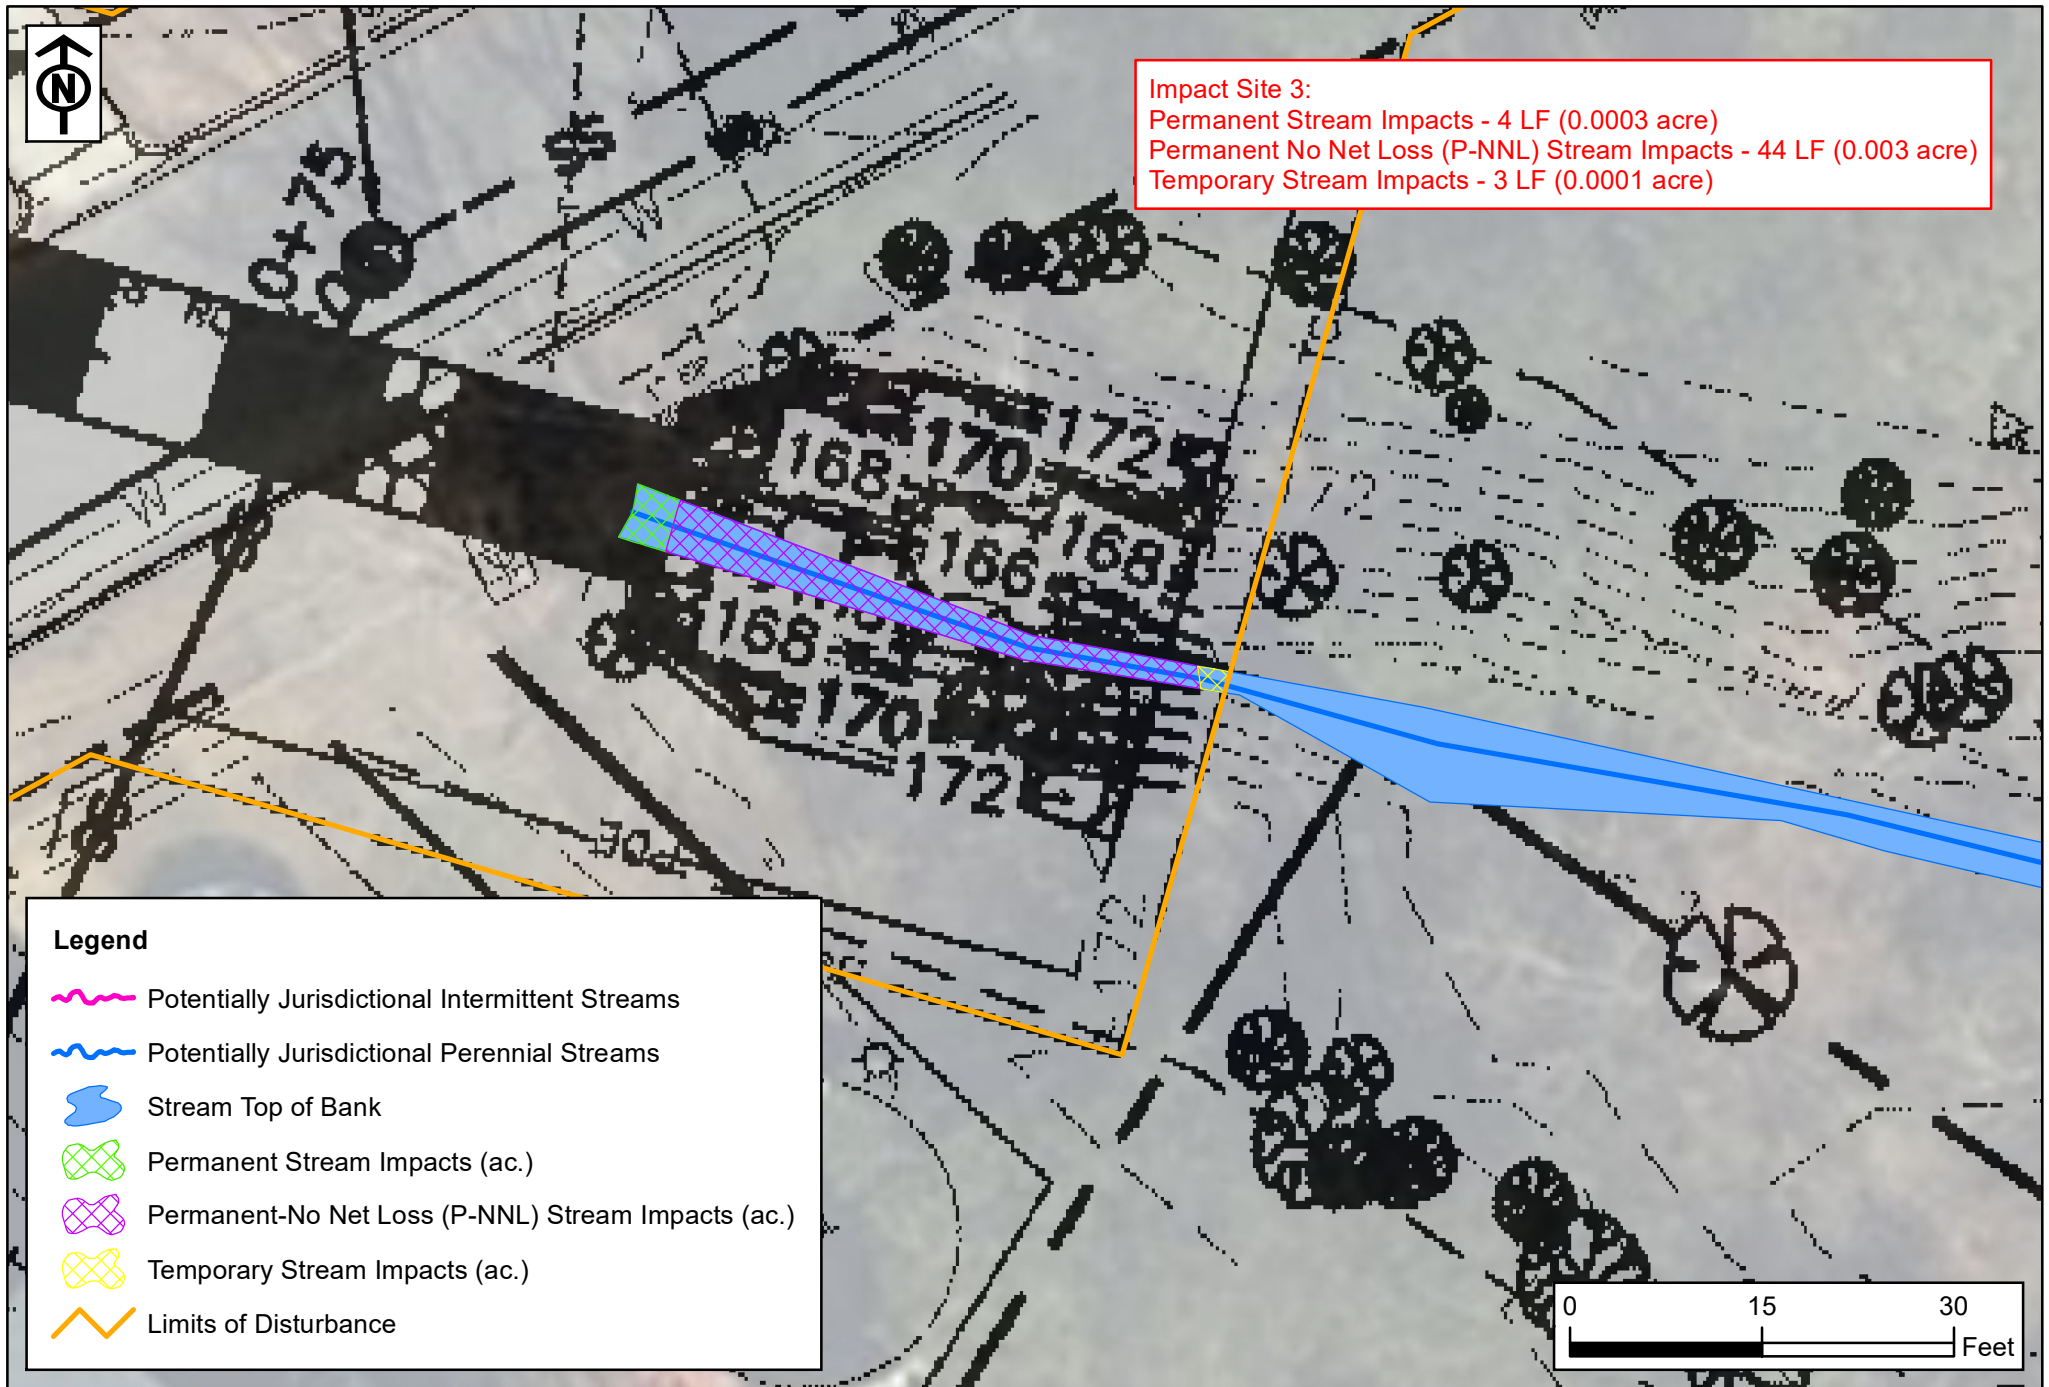 N
Impact Site 3:
Permanent Stream Impacts - 4 LF (0.0003 acre)
Permanent No Net Loss (P-NNL) Stream Impacts - 44 LF (0.003 acre)
Temporary Stream Impacts - 3 LF (0.0001 acre)
0+75
168
170
172
172
166
168
168
170
172
172
Legend
Potentially Jurisdictional Intermittent Streams
Potentially Jurisdictional Perennial Streams
Stream Top of Bank
Permanent Stream Impacts (ac.)
Permanent-No Net Loss (P-NNL) Stream Impacts (ac.)
Temporary Stream Impacts (ac.)
Limits of Disturbance
0 15 30
Feet